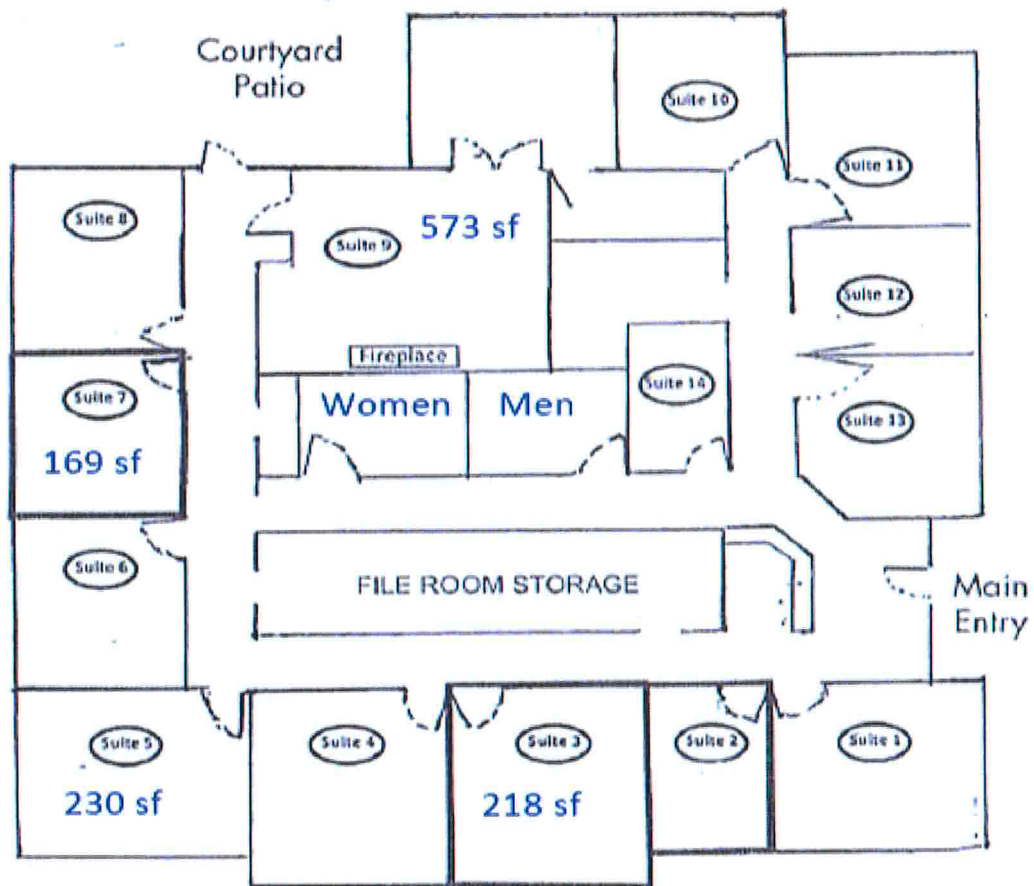 Courtyard
Patio
Suite 10
Suite 11
Suite 8
Suite 9
573 sf
Suite 12
Fireplace
Suite 7
Women
Men
Suite 14
Suite 13
169 sf
Suite 6
FILE ROOM STORAGE
Main
Entry
Suite 5
Suite 4
Suite 3
Suite 2
Suite 1
230 sf
218 sf